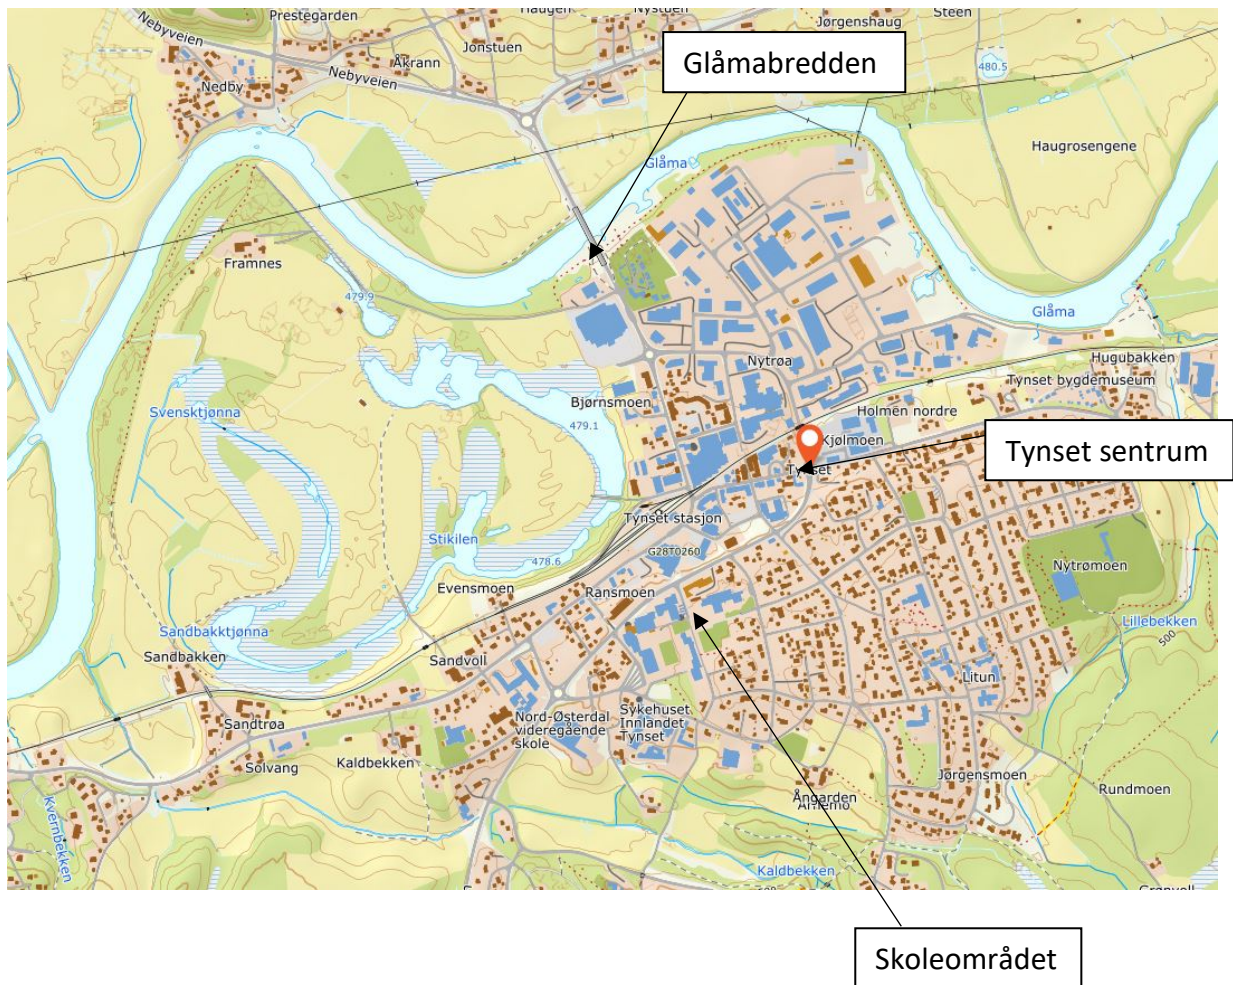 Prestegarden
Haugen
Nystuen
Jørgenshaug
Steen
Nebyveien
Jonstuen
Åkrann
Nebyveien
Nedby
480.5
Glåmabredden
Haugrosengene
Glåma
Framnes
479.9
Glåma
Nytrøa
Hugubakken
Tynset bygdemuseum
Svensktjønna
Bjørnsmoen
479.1
Holmen nordre
Kjølmoen
Tynset sentrum
Tynset
Tynset stasjon
Stikilen
478.6
G28T0260
Nytrømoen
Evensmoen
Ransmoen
Lillebekken
500
Sandbakktjønna
Sandbakken
Sandvoll
Litun
Sandtrøa
Nord-Østerdal
videregående
skole
Sykehuset
Innlandet
Tynset
Solvang
Kaldbekken
Jørgensmoen
Rundmoen
Ångarden
Kvernbekken
Kaldbekken
Skoleområdet